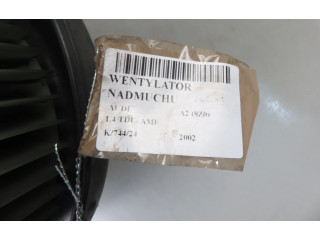 WENTYLATOR
NADMUCHU
AUDI A2 (8Z0)
1.4 TDI AMF
K/744/24 2002